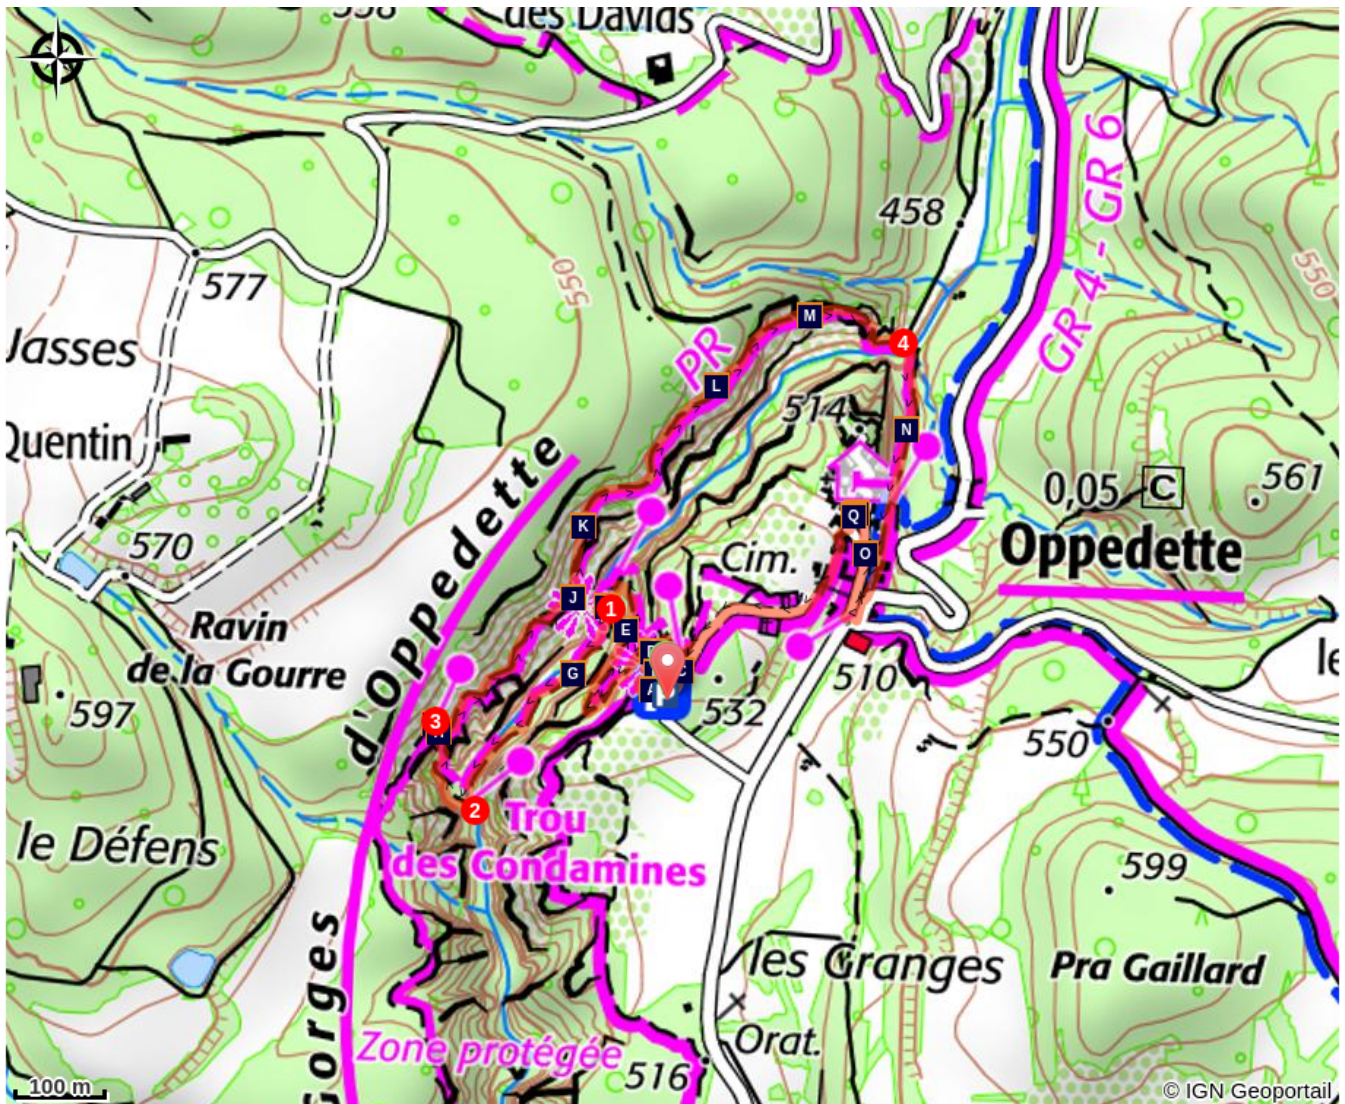 des Davids
458
GR 4 - GR 6
550
550
577
Jasses
M
4
PR
L
514
N
Quentin
561
0,05
C
K
Q
570
Cim.
O
Oppedette
J
1
Ravin
de la Gourre
E
G
A
C
510
532
597
3
550
2
Trou
des Condamines
le Défens
599
les Granges
Pra Gaillard
Gorges
d'Oppedette
Zone protégée
Orat.
516
100 m
© IGN Geoportail